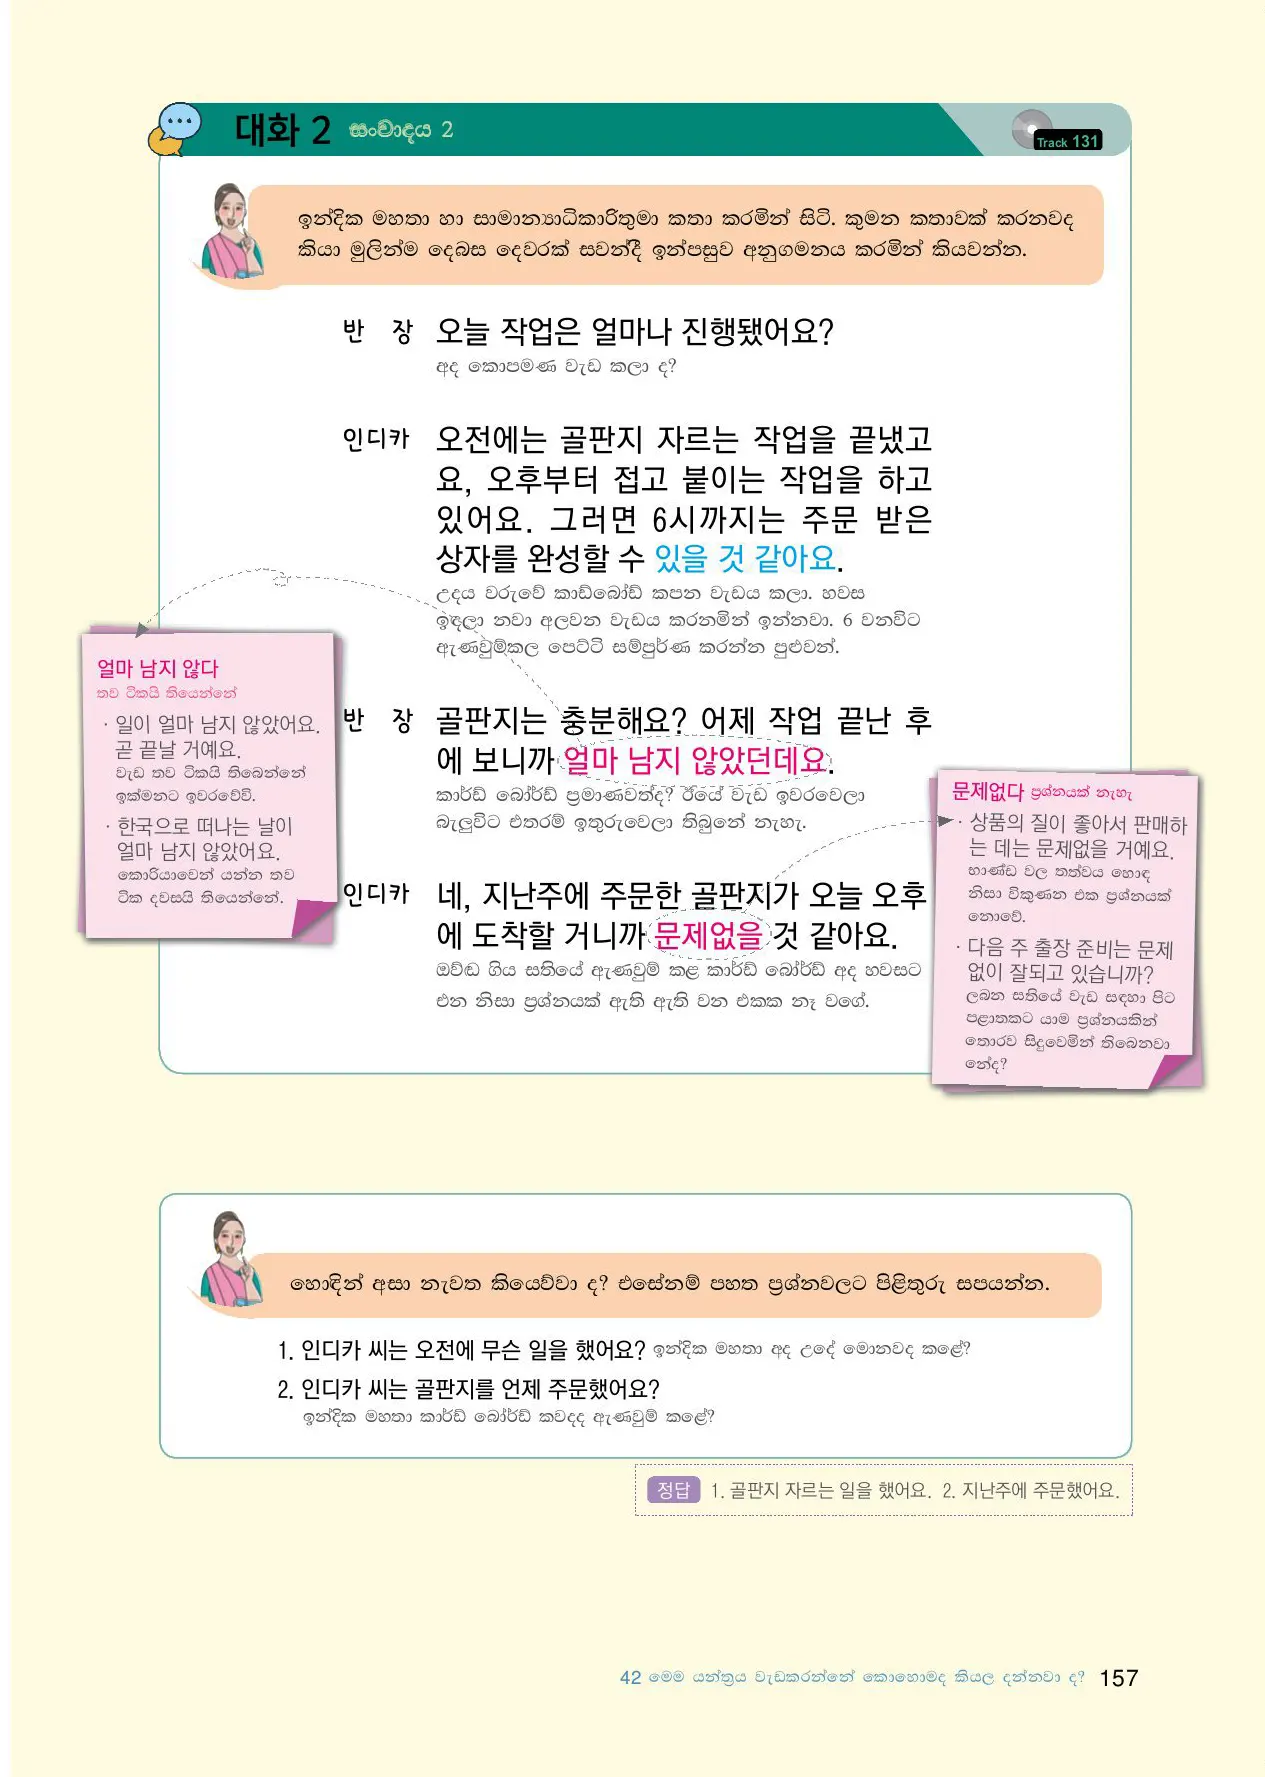 대화 2 සංවාදය 2
Track 131
ඉන්දික මහතා හා සාමාන්‍යාධිකාරිතුමා කතා කරමින් සිටි. කුමන කතාවක් කරනවද
කියා මුලින්ම දෙබස දෙවරක් සවන්දී ඉන්පසුව අනුගමනය කරමින් කියවන්න.
반 장 오늘 작업은 얼마나 진행됐어요?
අද කොපමණ වැඩ කලා ද?
인디카 오전에는 골판지 자르는 작업을 끝냈고
요, 오후부터 접고 붙이는 작업을 하고
있어요. 그러면 6시까지는 주문 받은
상자를 완성할 수 있을 것 같아요.
උදය වරුවේ කාඩ්බෝඩ් කපන වැඩය කලා. හවස
ඉඳලා නවා අලවන වැඩය කරනමින් ඉන්නවා. 6 වනවිට
ඇණවුම්කල පෙට්ටි සම්පූර්ණ කරන්න පුළුවන්.
반 장 골판지는 충분해요? 어제 작업 끝난 후
에 보니까 얼마 남지 않았던데요.
කාර්ඩ් බෝර්ඩ් ප්‍රමාණවත්ද? ඊයේ වැඩ ඉවරවෙලා
බැලුවිට එතරම් ඉතුරුවෙලා තිබුනේ නැහැ.
인디카 네, 지난주에 주문한 골판지가 오늘 오후
에 도착할 거니까 문제없을 것 같아요.
ඔව්ඬ ගිය සතියේ ඇණවුම් කළ කාර්ඩ් බෝර්ඩ් අද හවසට
එන නිසා ප්‍රශ්නයක් ඇති ඇති වන එකක නෑ වගේ.
얼마 남지 않다
තව ටිකයි තියෙන්නේ
· 일이 얼마 남지 않았어요.
곧 끝날 거예요.
වැඩ තව ටිකයි තිබෙන්නේ
ඉක්මනට ඉවරවේවි.
· 한국으로 떠나는 날이
얼마 남지 않았어요.
කොරියාවෙන් යන්න තව
ටික දවසයි තියෙන්නේ.
문제없다 ප්‍රශ්නයක් නැහැ
· 상품의 질이 좋아서 판매하
는 데는 문제없을 거예요.
භාණ්ඩ වල තත්වය හොඳ
නිසා විකුණන එක ප්‍රශ්නයක්
නොවේ.
· 다음 주 출장 준비는 문제
없이 잘되고 있습니까?
ලබන සතියේ වැඩ සඳහා පිට
පළාතකට යාම ප්‍රශ්නයකින්
තොරව සිදුවෙමින් තිබෙනවා
නේද?
හොඳින් අසා නැවත කියෙව්වා ද? එසේනම් පහත ප්‍රශ්නවලට පිළිතුරු සපයන්න.
1. 인디카 씨는 오전에 무슨 일을 했어요? ඉන්දික මහතා අද උදේ මොනවද කළේ?
2. 인디카 씨는 골판지를 언제 주문했어요?
ඉන්දික මහතා කාර්ඩ් බෝර්ඩ් කවදද ඇණවුම් කළේ?
정답 1. 골판지 자르는 일을 했어요. 2. 지난주에 주문했어요.
42 මෙම යන්ත්‍රය වැඩකරන්නේ කොහොමද කියල දන්නවා ද? 157